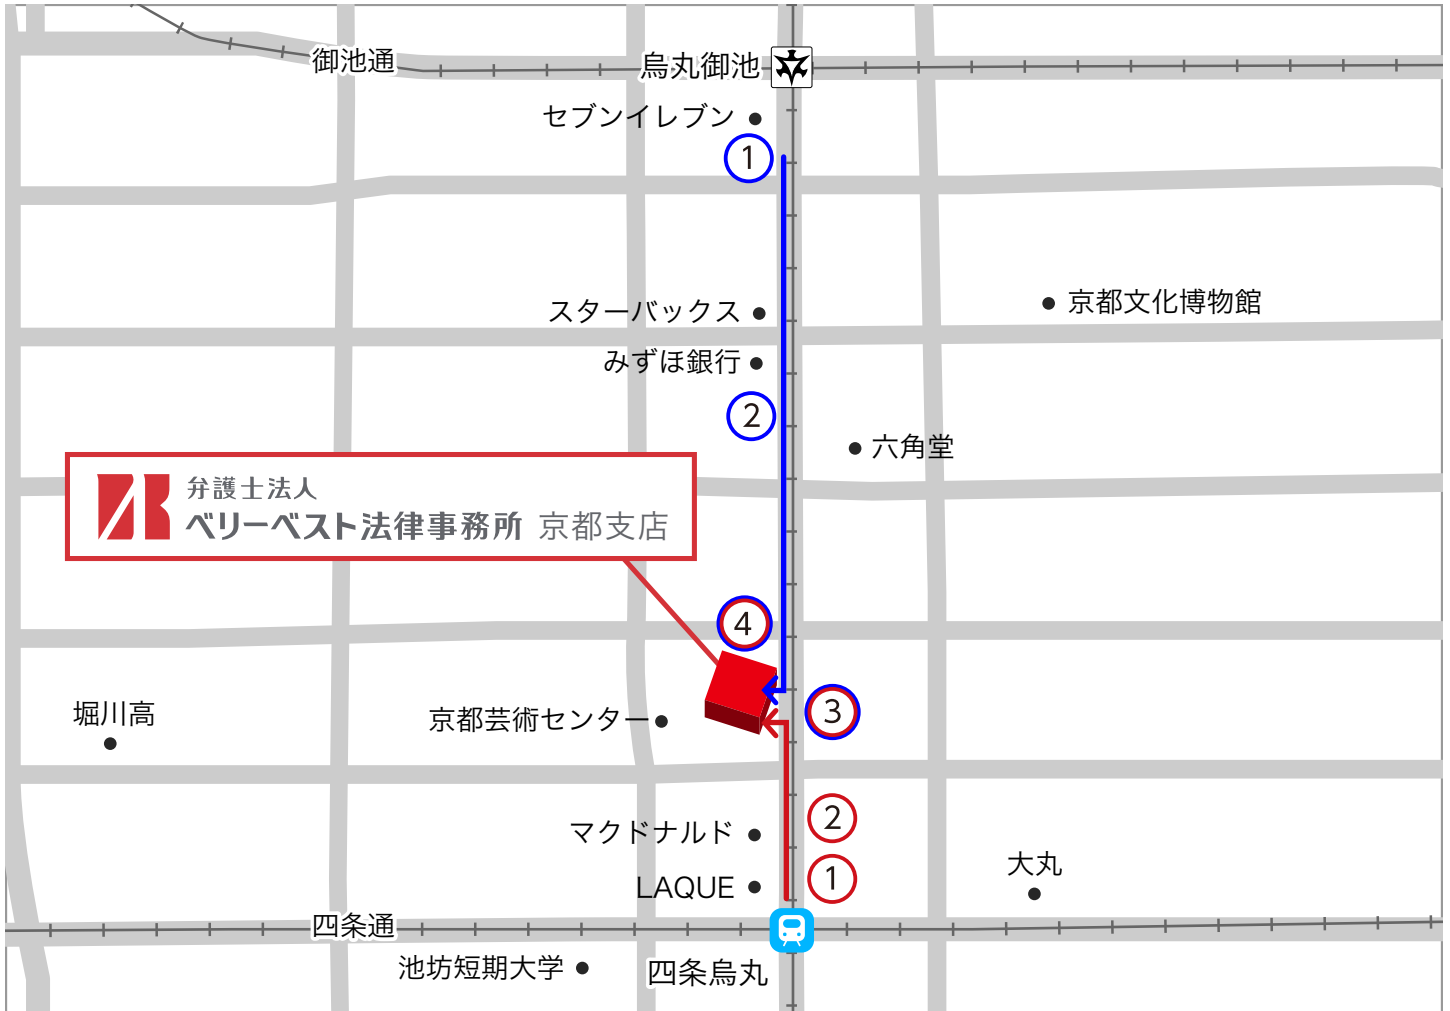 御池通
烏丸御池
セブンイレブン
1
スターバックス
京都文化博物館
みずほ銀行
2
六角堂
弁護士法人
ベリーベスト法律事務所 京都支店
4
堀川高
京都芸術センター
3
マクドナルド
2
大丸
LAQUE
1
四条通
池坊短期大学
四条烏丸